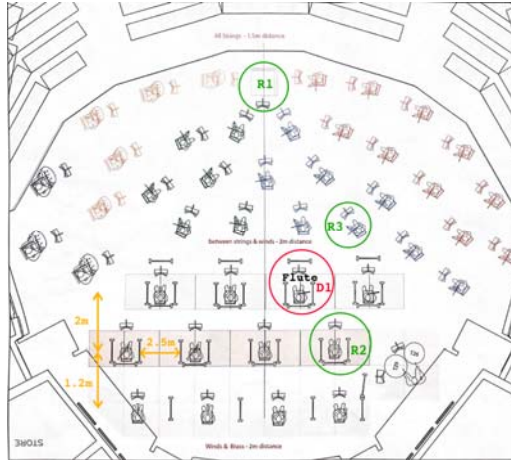 All Strings - 1.5m distance
R1
R3
between strings & winds - 2m distance
Flute
D1
2m
2.5m
R2
1.2m
STORE
Winds & Brass - 2m distance